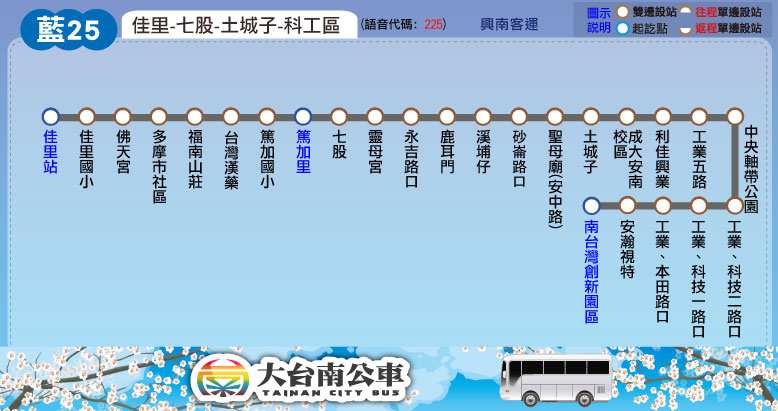 藍25
佳里-七股-土城子-科工區
(語音代碼: 225)
興南客運
圖示
說明
雙邊設站
往程單邊設站
起訖點
返程單邊設站
佳里站
佳里國小
佛天宮
多摩市社區
福南山莊
台灣漢藥
篤加國小
篤加里
七股
靈母宮
永吉路口
鹿耳門
溪埔仔
砂崙路口
聖母廟(安中路)
土城子
成大安南
校區
利佳興業
工業五路
中央軸帶公園
工業、科技二路口
工業、科技一路口
工業、本田路口
安瀚視特
南台灣創新園區
大台南公車
TAINAN CITY BUS